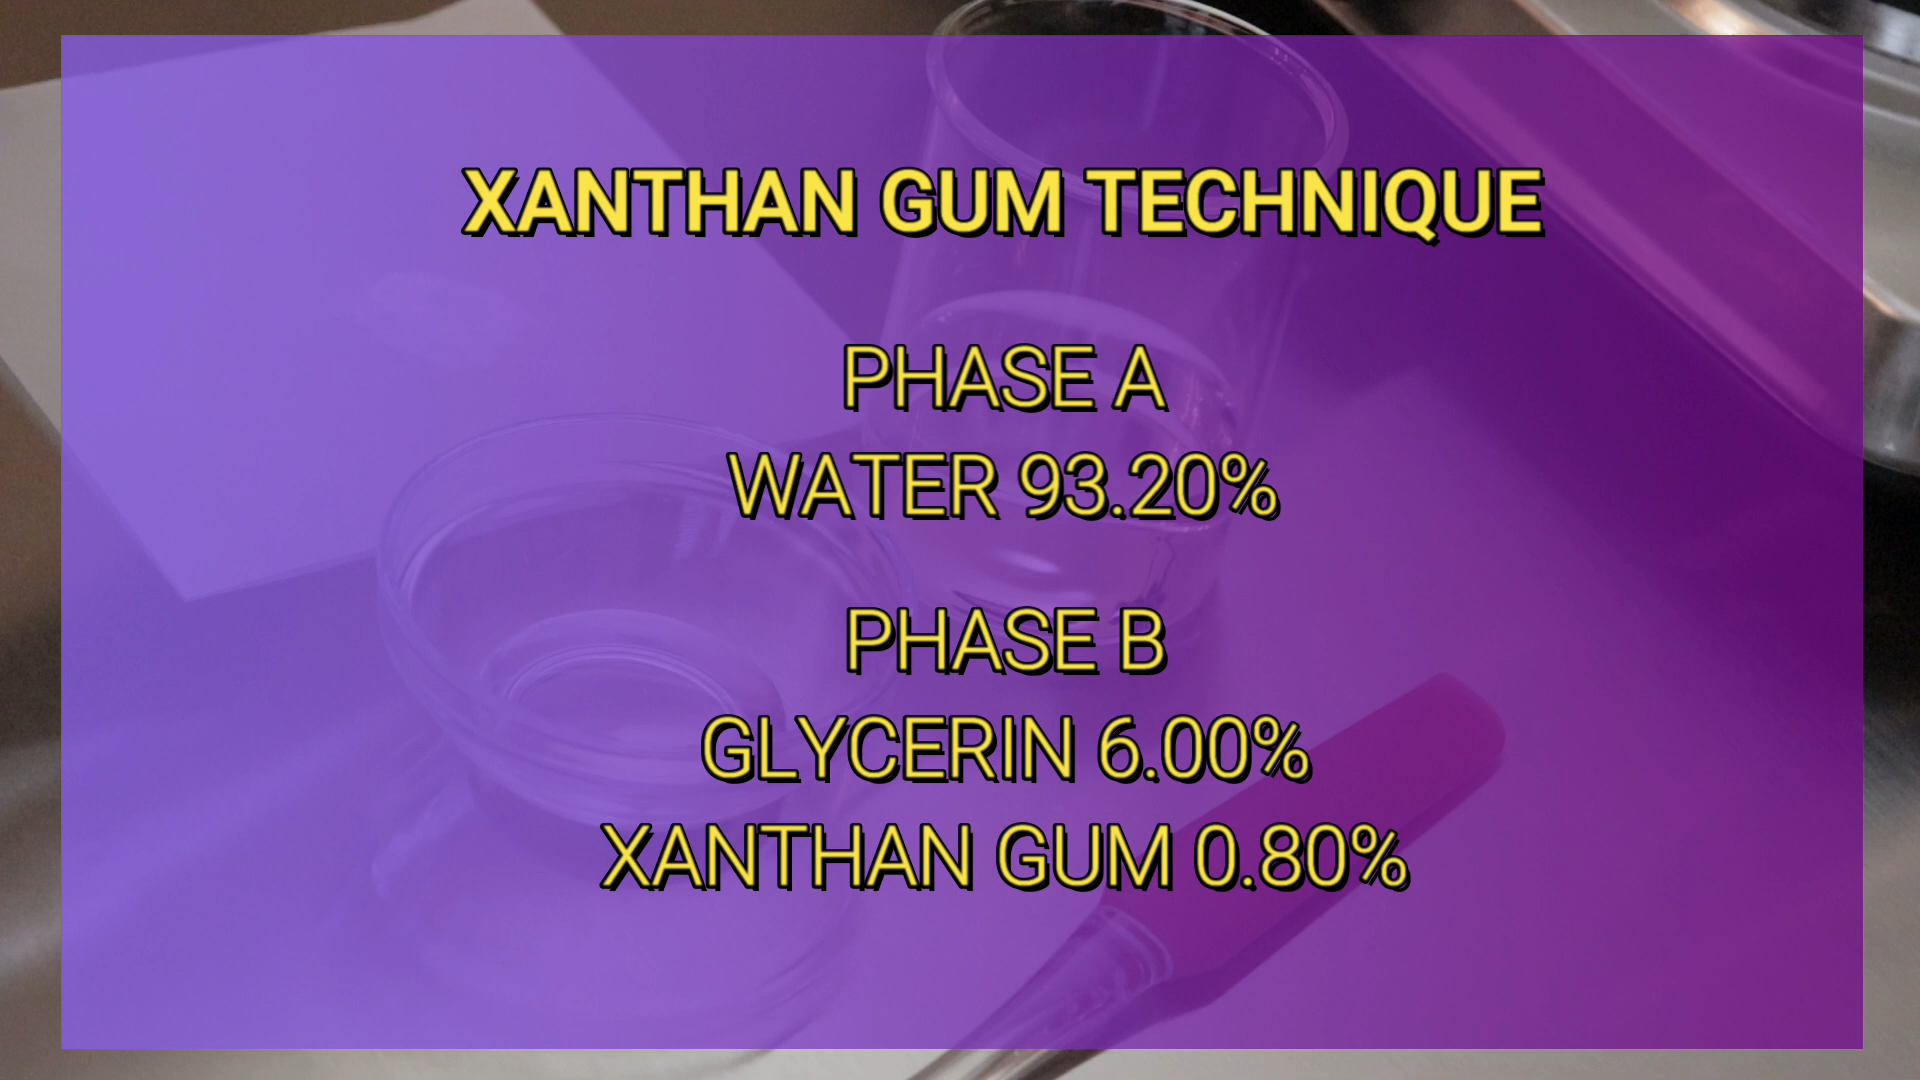 XANTHAN GUM TECHNIQUE
PHASE A
WATER 93.20%
PHASE B
GLYCERIN 6.00%
XANTHAN GUM 0.80%